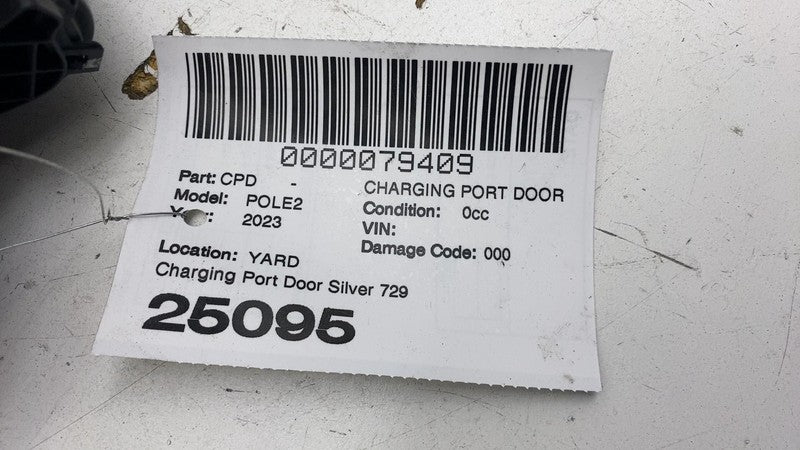 0000079409
Part: CPD - CHARGING PORT DOOR
Model: POLE2 Condition: 0cc
2023 VIN:
Location: YARD Damage Code: 000
Charging Port Door Silver 729
25095